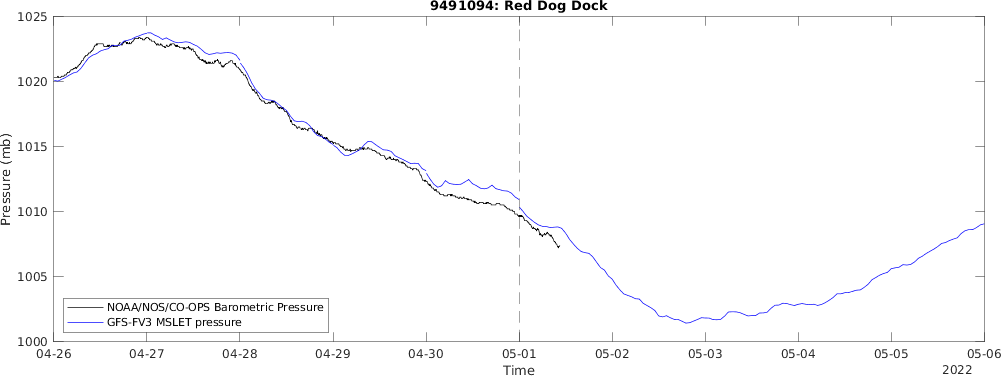 9491094: Red Dog Dock
Pressure (mb)
1025
1020
1015
1010
1005
1000
NOAA/NOS/CO-OPS Barometric Pressure
GFS-FV3 MSLET pressure
04-26 04-27 04-28 04-29 04-30 05-01 05-02 05-03 05-04 05-05 05-06
Time
2022